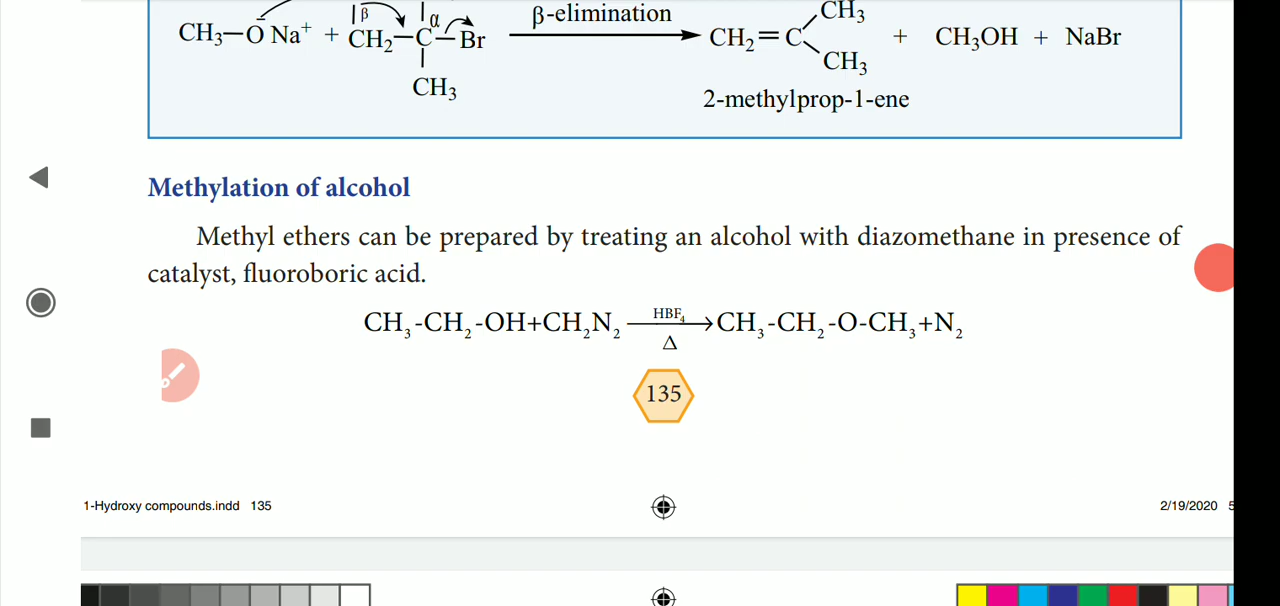 β α β-elimination CH₃
CH₃—O⁻ Na⁺ + CH₂—C—Br ⟶ CH₂=C + CH₃OH + NaBr
CH₃
CH₃
2-methylprop-1-ene
Methylation of alcohol
Methyl ethers can be prepared by treating an alcohol with diazomethane in presence of
catalyst, fluoroboric acid.
HBF₄
CH₃-CH₂-OH+CH₂N₂ ⟶ CH₃-CH₂-O-CH₃+N₂
Δ
135
1-Hydroxy compounds.indd 135
2/19/2020